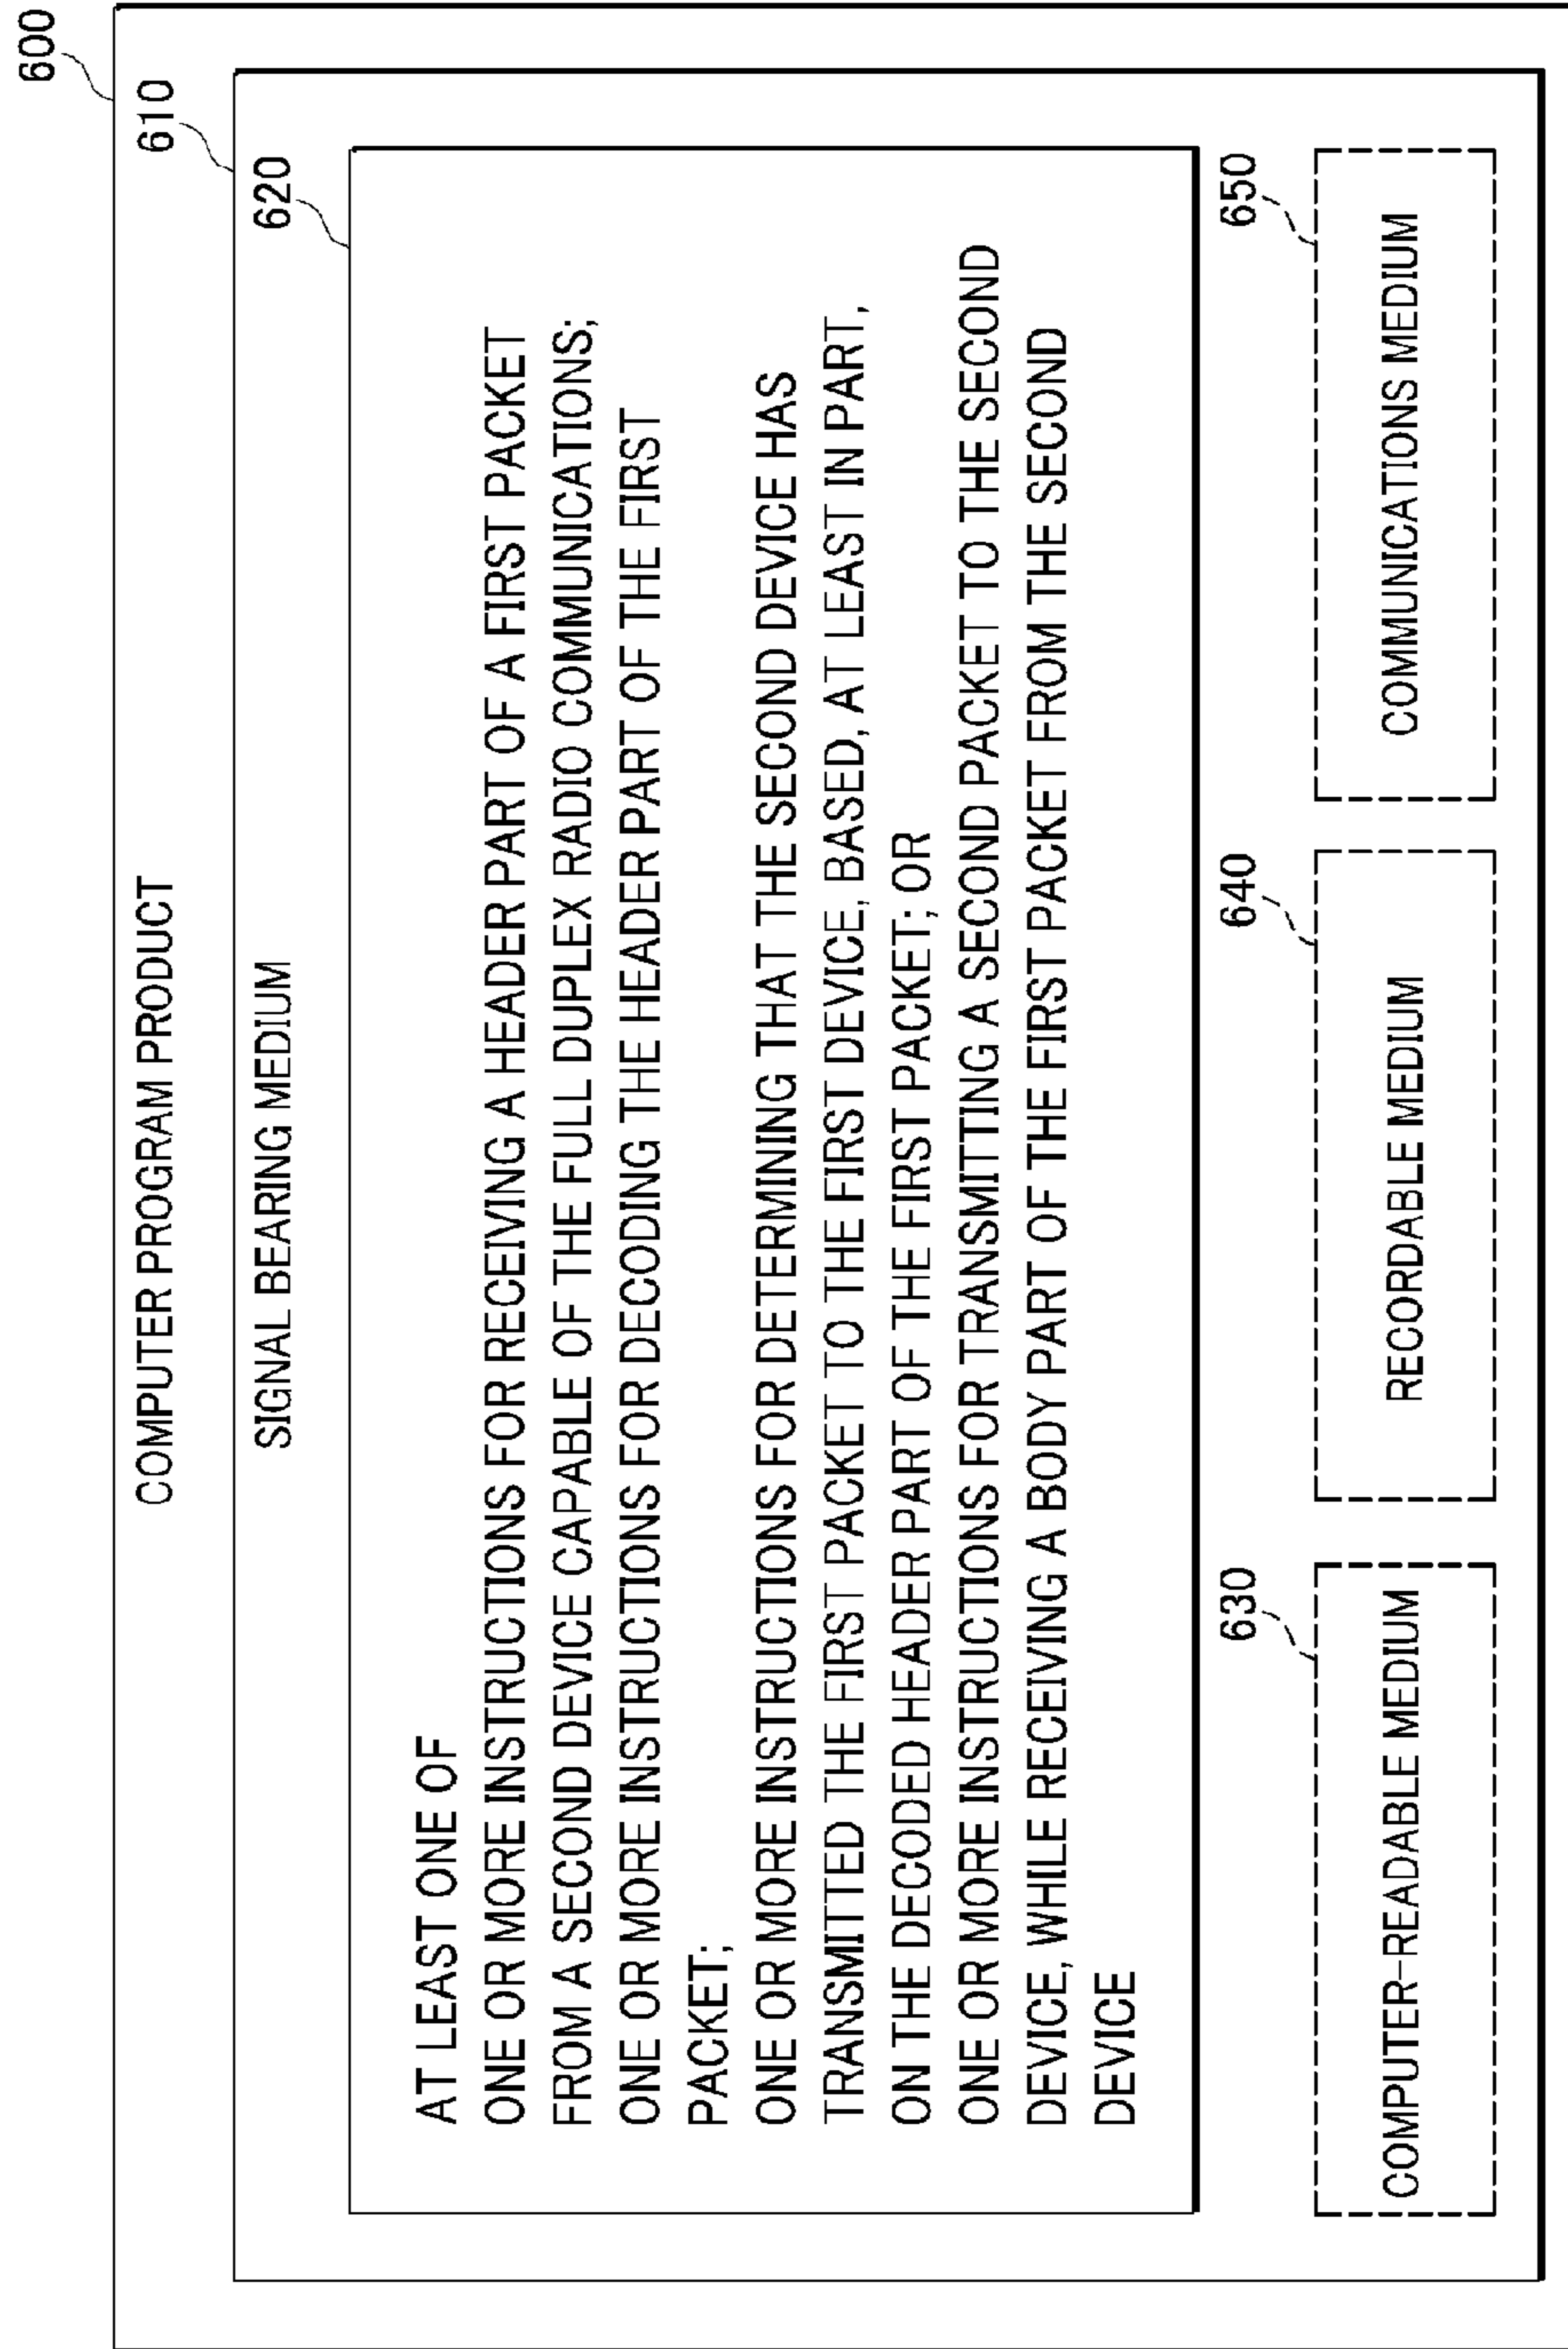 600
COMPUTER PROGRAM PRODUCT
610
SIGNAL BEARING MEDIUM
620
AT LEAST ONE OF
ONE OR MORE INSTRUCTIONS FOR RECEIVING A HEADER PART OF A FIRST PACKET
FROM A SECOND DEVICE CAPABLE OF THE FULL DUPLEX RADIO COMMUNICATIONS;
ONE OR MORE INSTRUCTIONS FOR DECODING THE HEADER PART OF THE FIRST
PACKET;
ONE OR MORE INSTRUCTIONS FOR DETERMINING THAT THE SECOND DEVICE HAS
TRANSMITTED THE FIRST PACKET TO THE FIRST DEVICE, BASED, AT LEAST IN PART,
ON THE DECODED HEADER PART OF THE FIRST PACKET; OR
ONE OR MORE INSTRUCTIONS FOR TRANSMITTING A SECOND PACKET TO THE SECOND
DEVICE, WHILE RECEIVING A BODY PART OF THE FIRST PACKET FROM THE SECOND
DEVICE
630
COMPUTER-READABLE MEDIUM
640
RECORDABLE MEDIUM
650
COMMUNICATIONS MEDIUM